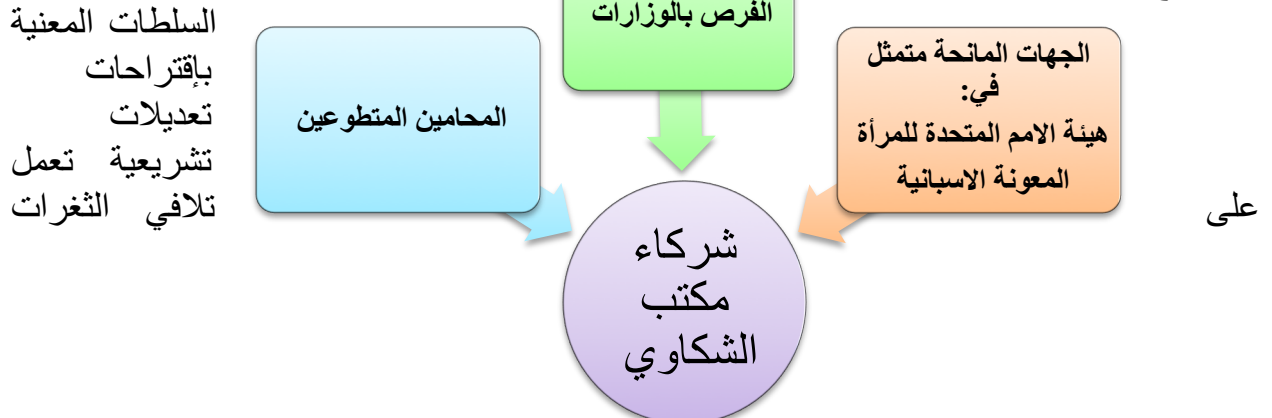 الفرص بالوزارات
الجهات المانحة متمثل
في:
هيئة الامم المتحدة للمرأة
المعونة الاسبانية
المحامين المتطوعين
شركاء
مكتب
الشكاوي
السلطات المعنية
بإقتراحات
تعديلات
تشريعية تعمل
على تلافي الثغرات